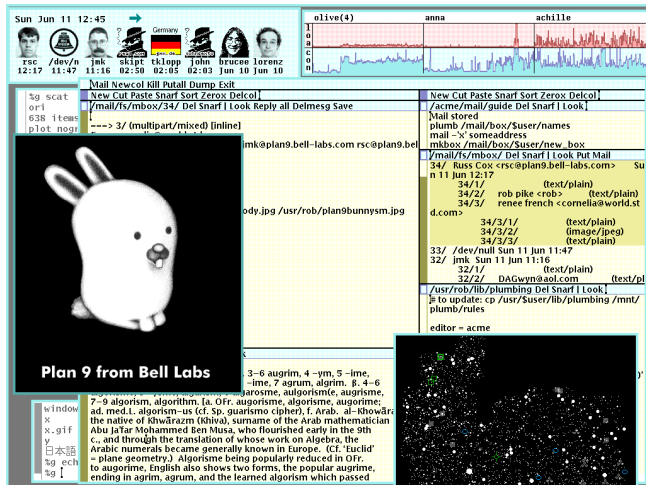 Sun Jun 11 12:45
rsc /dev/n jmk skipt tklopp john brucee lorenz
12:17 11:47 11:16 02:50 02:05 02:03 Jun 10 Jun 10
Germany
olive(4) anna achille
%g scat
ori
638 items
plot nogr
Mail Newcol Kill Putall Dump Exit
New Cut Paste Snarf Sort Zerox Delcol
/mail/fs/mbox/34/ Del Snarf | Look Reply all Delmesg Save
---> 3/ (multipart/mixed) [inline]
jmk@plan9.bell-labs.com rsc@plan9.bel
ody.jpg /usr/rob/plan9bunnysm.jpg
New Cut Paste Snarf Sort Zerox Delcol
/acme/mail/guide Del Snarf | Look
Mail stored
plumb /mail/box/$user/names
mail -'x' someaddress
mkbox /mail/box/$user/new_box
/mail/fs/mbox/ Del Snarf | Look Put Mail
34/ Russ Cox <rsc@plan9.bell-labs.com> Su
n 11 Jun 12:17
34/1/ (text/plain)
34/2/ rob pike <rob> (text/plain)
34/3/ renee french <cornelia@world.st
d.com>
34/3/1/ (text/plain)
34/3/2/ (image/jpeg)
34/3/3/ (text/plain)
33/ /dev/null Sun 11 Jun 11:47
32/ jmk Sun 11 Jun 11:16
32/1/ (text/plain)
32/2/ DAGwyn@aol.com (text/pl
/usr/rob/lib/plumbing Del Snarf | Look
# to update: cp /usr/$user/lib/plumbing /mnt/
plumb/rules
editor = acme
Plan 9 from Bell Labs
3–6 augrim, 4 –ym, 5 –ime,
–ime, 7 agrum, algrim. β. 4–6
algorisme, augrisme,
7–9 algorism, algorithm. [a. OFr. augorisme, algorisme, augorime;
ad. med.L. algorism-us (cf. Sp. guarismo cipher), f. Arab. al-Khowāra
the native of Khwārazm (Khiva), surname of the Arab mathematician
Abu Ja'far Mohammed Ben Musa, who flourished early in the 9th
c., and through the translation of whose work on Algebra, the
Arabic numerals became generally known in Europe. (Cf. 'Euclid'
= plane geometry.) Algorisme being popularly reduced in OFr.
to augorime, English also shows two forms, the popular augrime,
ending in agrim, agrum, and the learned algorism which passed
window
x
x.gif
y
日本語
%g ech
%g